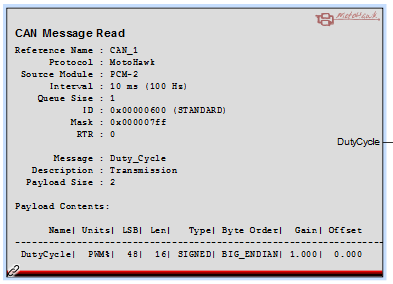 MotoHawk
CAN Message Read
Reference Name : CAN_1
Protocol : MotoHawk
Source Module : PCM-2
Interval : 10 ms (100 Hz)
Queue Size : 1
ID : 0x00000600 (STANDARD)
Mask : 0x000007ff
RTR : 0
Message : Duty_Cycle
Description : Transmission
Payload Size : 2
Payload Contents:
Name| Units| LSB| Len| Type| Byte Order| Gain| Offset
--------------------------------------------------------------
DutyCycle| PWM%| 48| 16| SIGNED| BIG_ENDIAN| 1.000| 0.000
DutyCycle